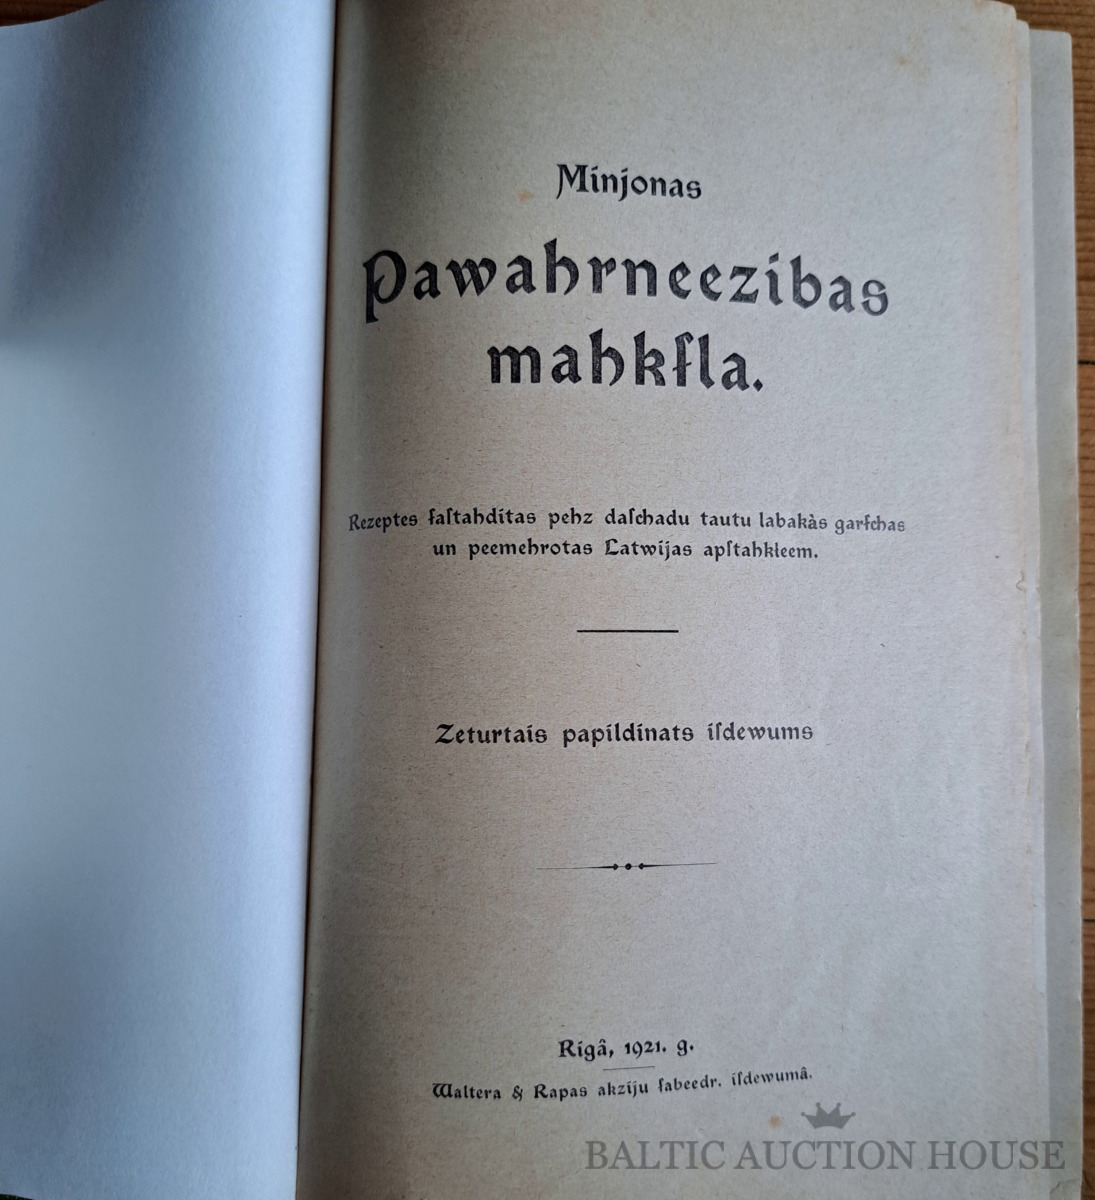 Minjonas
Pawahrneezibas
mahkſla.
Rezeptes ſaſtahditas pehz daſchadu tautu labakàs garſchas
un peemehrotas Latwijas apſtahkłeem.
Zeturtais papildinats iſdewums
Rigâ, 1921. g.
Waltera & Rapas akziju ſabeedr. iſdewumâ.
BALTIC AUCTION HOUSE